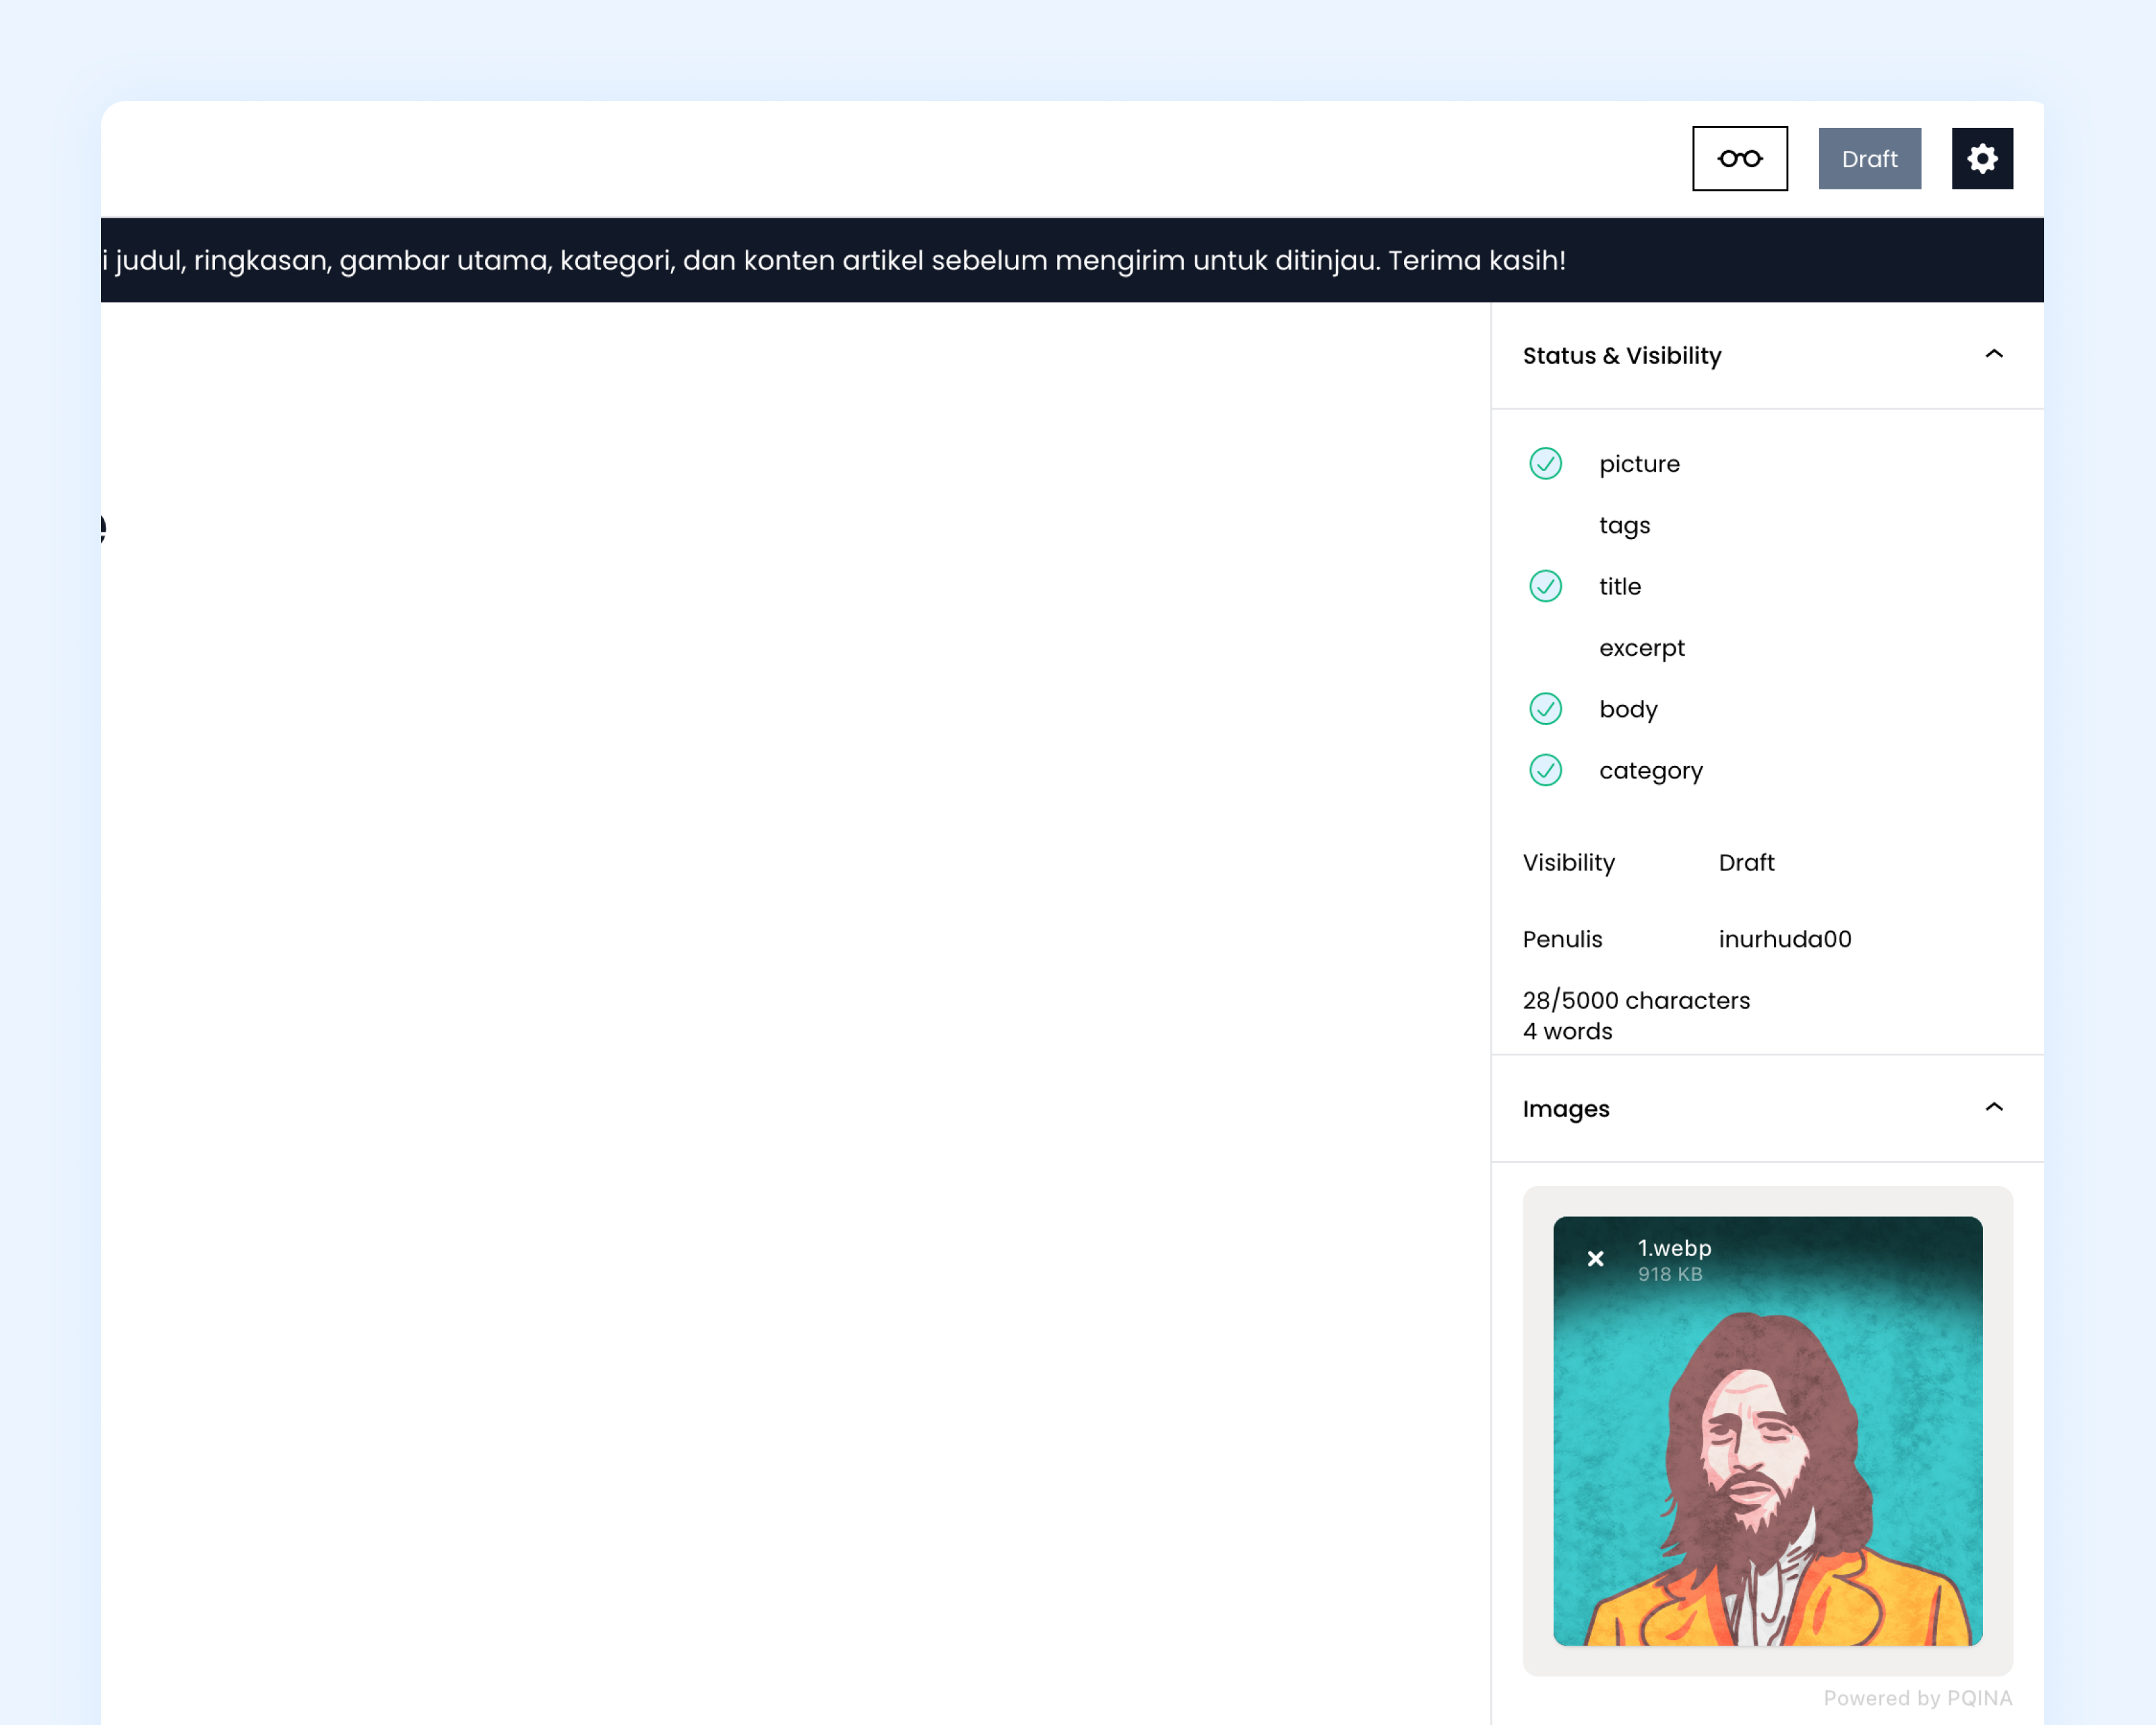 Draft
i judul, ringkasan, gambar utama, kategori, dan konten artikel sebelum mengirim untuk ditinjau. Terima kasih!
e
Status & Visibility
picture
tags
title
excerpt
body
category
Visibility Draft
Penulis inurhuda00
28/5000 characters
4 words
Images
1.webp
918 KB
Powered by PQINA